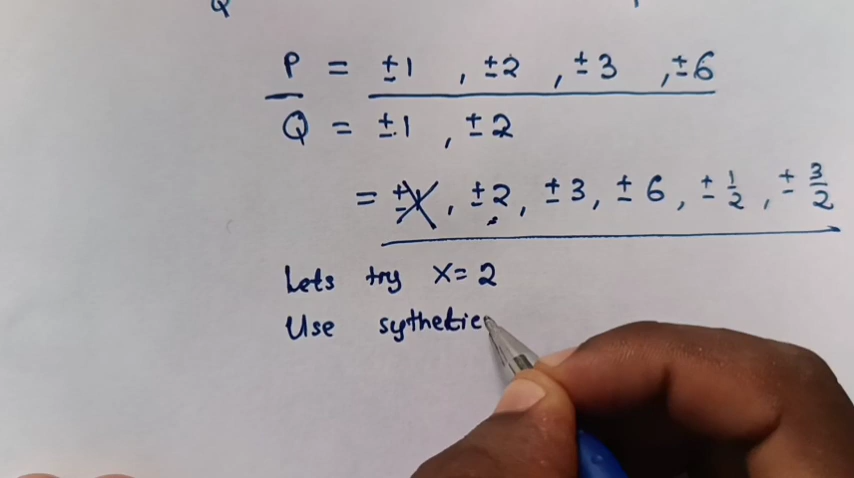 P = ±1 , ±2 , ±3 , ±6
Q = ±1 , ±2
= ±1, ±2, ±3, ±6, ±1/2, ±3/2
Lets try x=2
Use sythetic